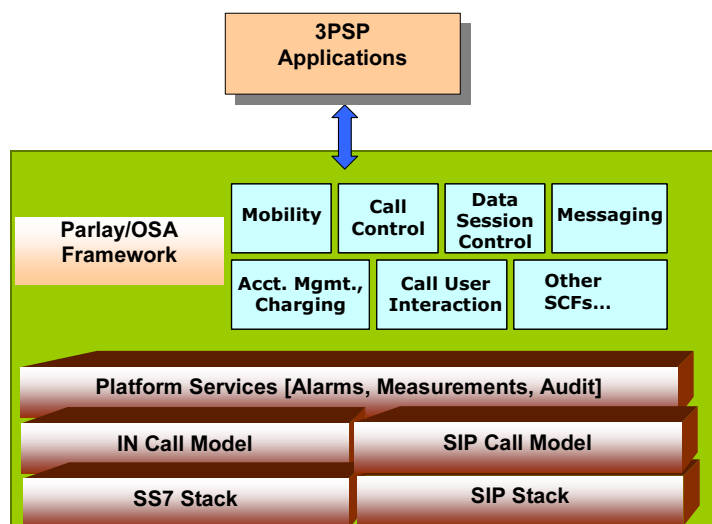 3PSP
Applications
Parlay/OSA
Framework
Mobility
Call
Control
Data
Session
Control
Messaging
Acct. Mgmt.,
Charging
Call User
Interaction
Other
SCFs...
Platform Services [Alarms, Measurements, Audit]
IN Call Model
SIP Call Model
SS7 Stack
SIP Stack